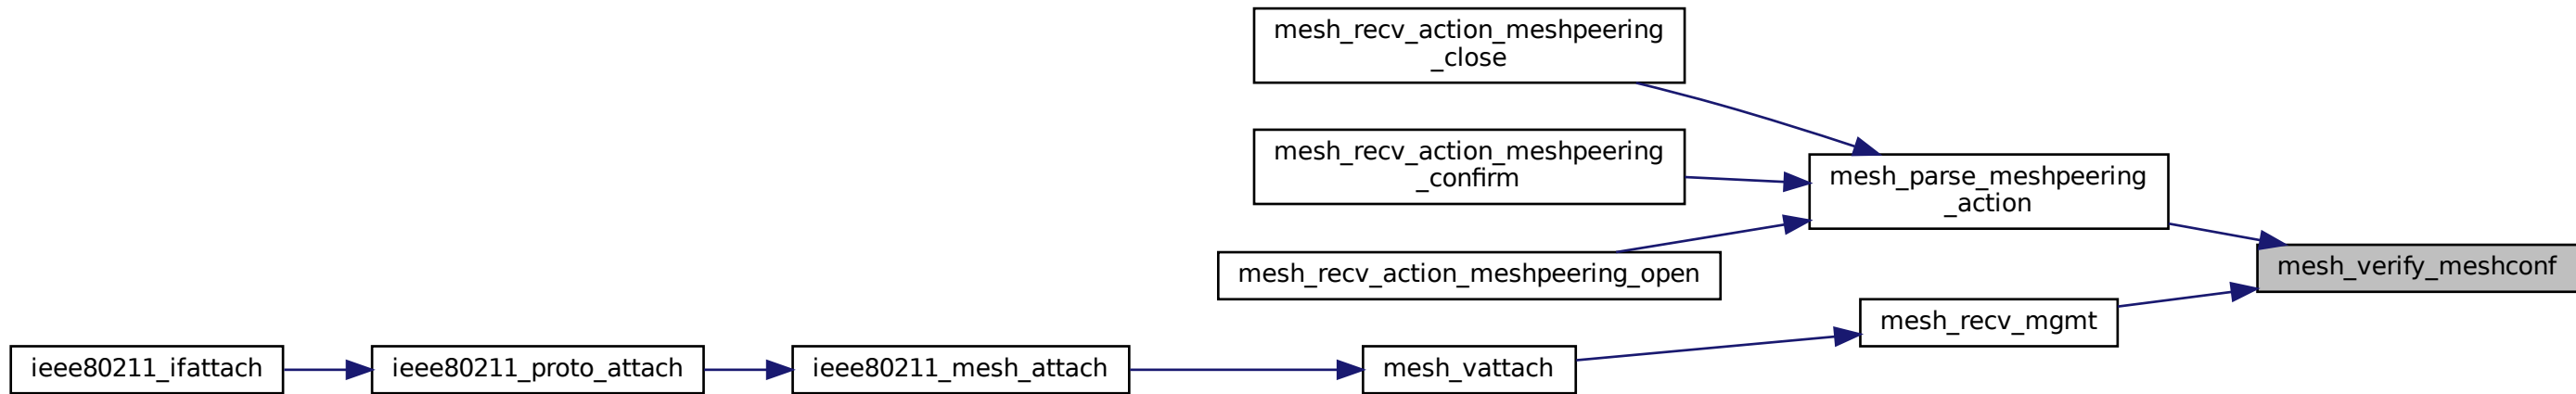 mesh_recv_action_meshpeering
_close
mesh_recv_action_meshpeering
_confirm
mesh_parse_meshpeering
_action
mesh_recv_action_meshpeering_open
mesh_verify_meshconf
mesh_recv_mgmt
ieee80211_ifattach
ieee80211_proto_attach
ieee80211_mesh_attach
mesh_vattach